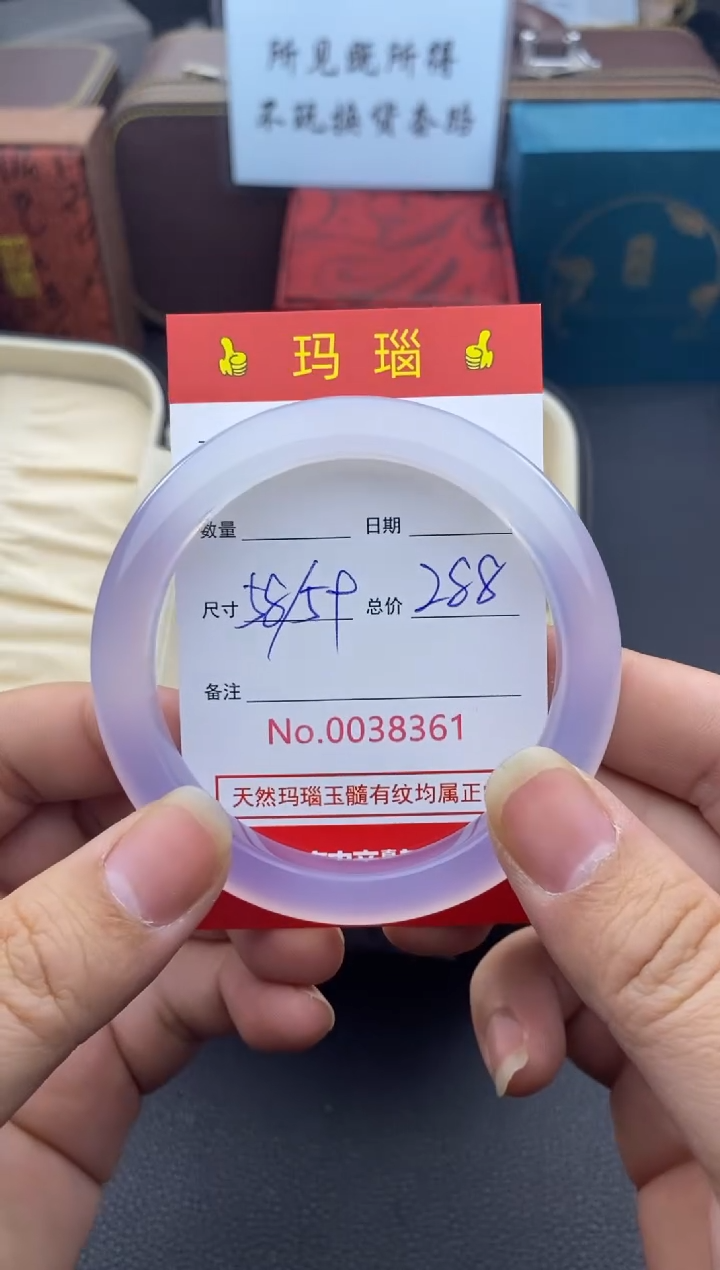 所见既所得
不玩换货套路
玛瑙
数量 日期
尺寸 58/54 总价 288
备注
No.0038361
天然玛瑙玉髓有纹均属正